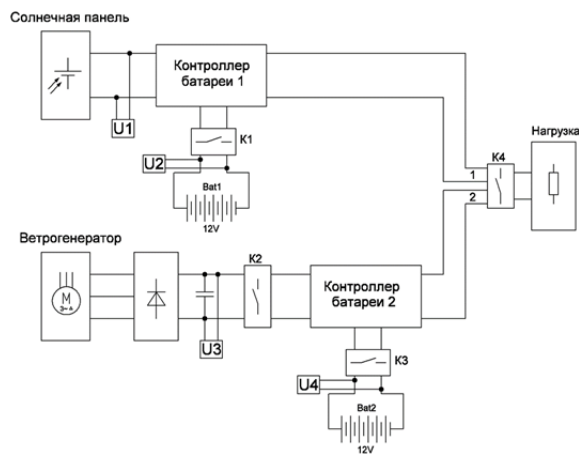 Солнечная панель
Контроллер
батареи 1
U1
K1
U2
Bat1
12V
Нагрузка
K4
1
2
Ветрогенератор
K2
Контроллер
батареи 2
M
3~
U3
K3
U4
Bat2
12V